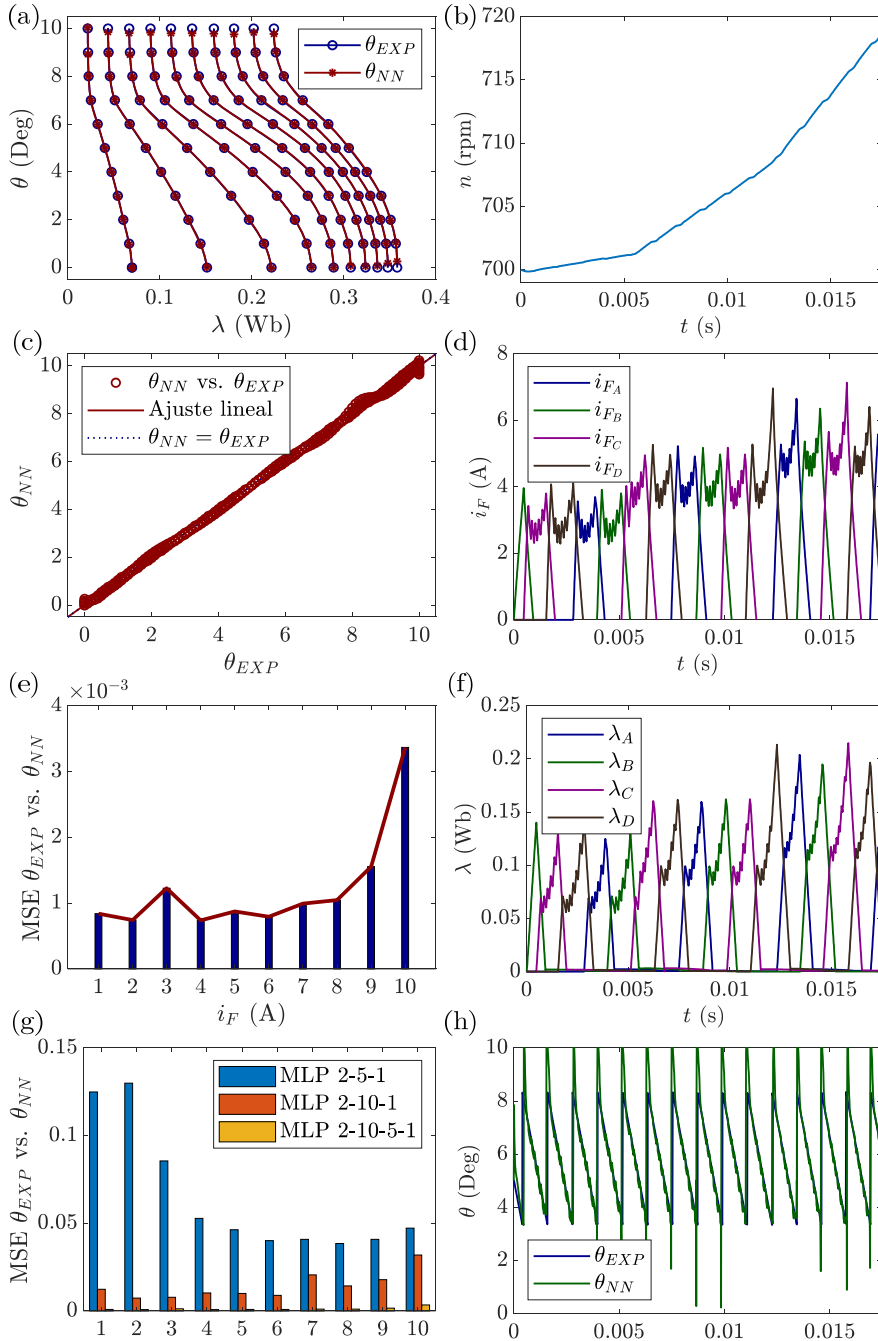 (a)
10
8
6
4
2
0
θ (Deg)
0
0.1
0.2
0.3
0.4
λ (Wb)
θ_EXP
θ_NN
(b)
720
715
710
705
700
n (rpm)
0
0.005
0.01
0.015
t (s)
(c)
10
8
6
4
2
0
θ_NN
0
2
4
6
8
10
θ_EXP
θ_NN vs. θ_EXP
Ajuste lineal
θ_NN = θ_EXP
(d)
8
6
4
2
0
i_F (A)
0
0.005
0.01
0.015
t (s)
i_F_A
i_F_B
i_F_C
i_F_D
(e)
×10⁻³
4
3
2
1
0
MSE θ_EXP vs. θ_NN
1 2 3 4 5 6 7 8 9 10
i_F (A)
(f)
0.25
0.2
0.15
0.1
0.05
0
λ (Wb)
0
0.005
0.01
0.015
t (s)
λ_A
λ_B
λ_C
λ_D
(g)
0.15
0.1
0.05
0
MSE θ_EXP vs. θ_NN
1 2 3 4 5 6 7 8 9 10
MLP 2-5-1
MLP 2-10-1
MLP 2-10-5-1
(h)
10
8
6
4
2
0
θ (Deg)
0
0.005
0.01
0.015
θ_EXP
θ_NN